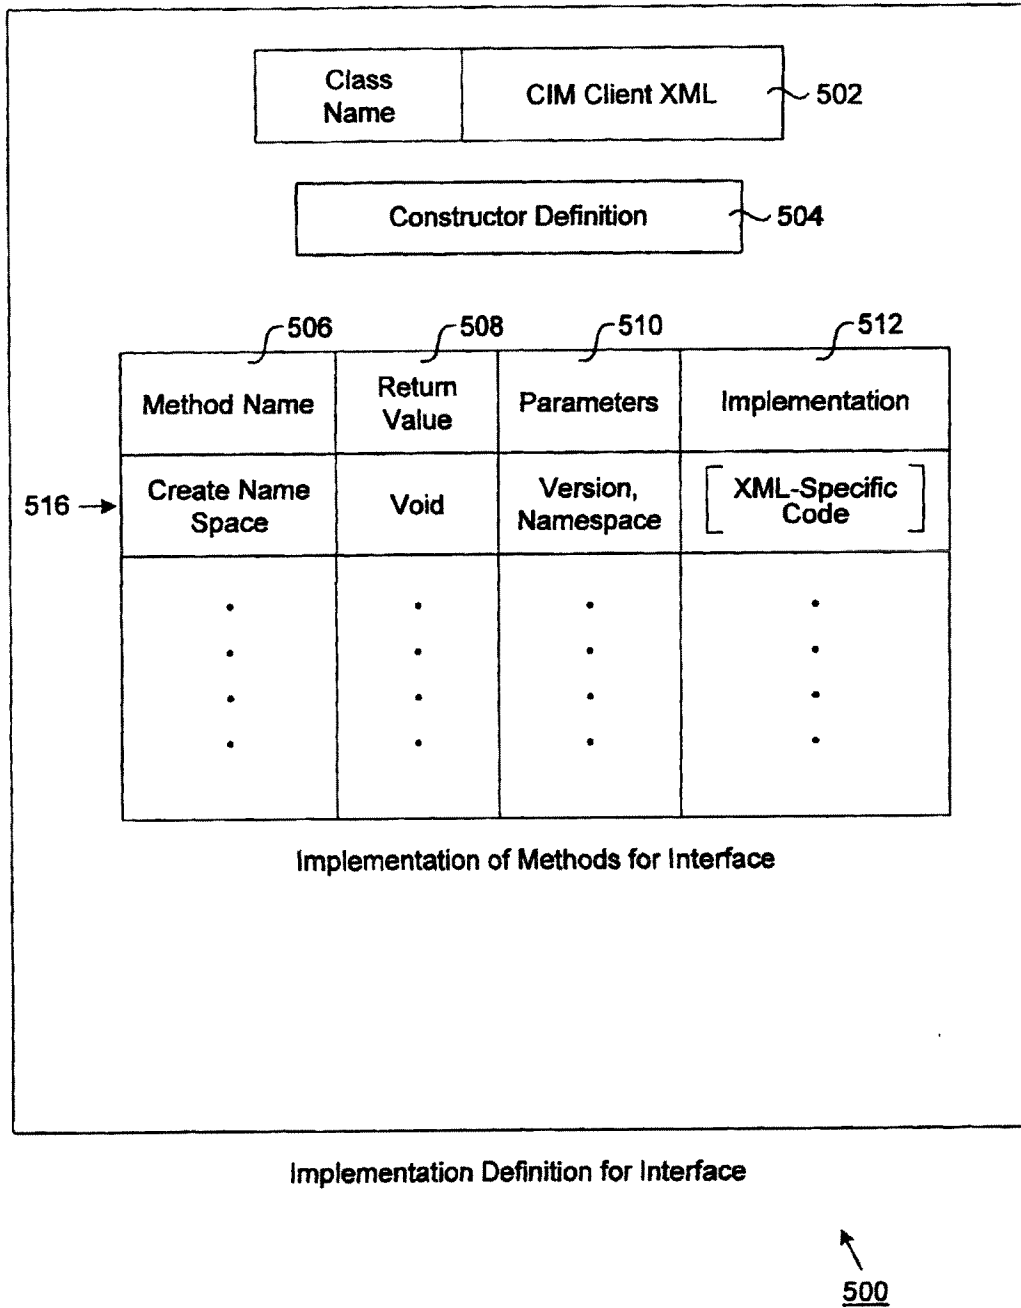 Class
Name
CIM Client XML
502
Constructor Definition
504
506
508
510
512
Method Name
Return
Value
Parameters
Implementation
516
Create Name
Space
Void
Version,
Namespace
XML-Specific
Code
Implementation of Methods for Interface
Implementation Definition for Interface
500